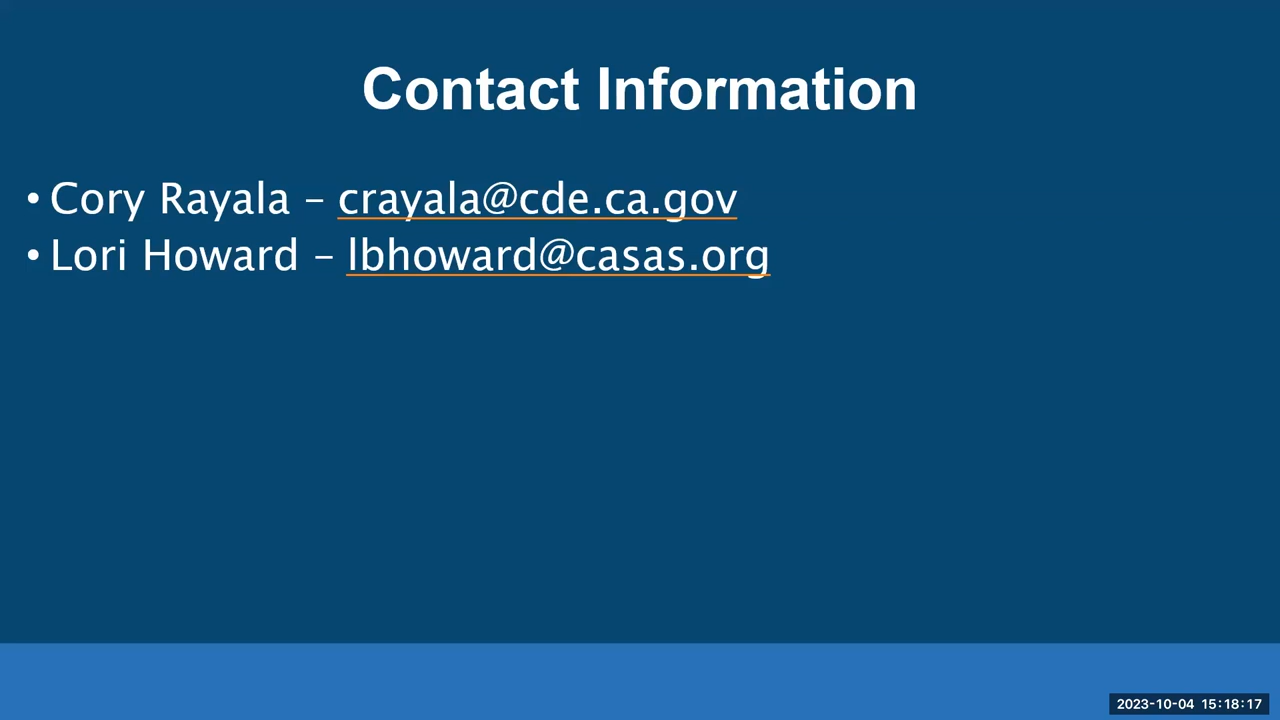 Contact Information
• Cory Rayala – crayala@cde.ca.gov
• Lori Howard – lbhoward@casas.org
2023-10-04 15:18:17